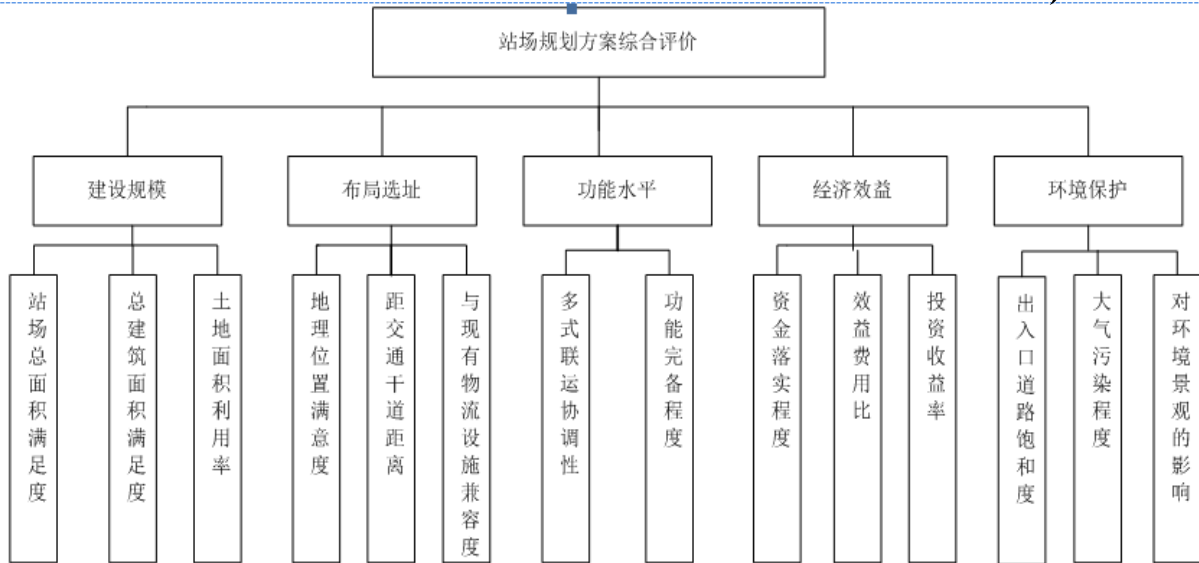 站场规划方案综合评价
建设规模
布局选址
功能水平
经济效益
环境保护
站场总面积满足度
总建筑面积满足度
土地面积利用率
地理位置满意度
距交通干道距离
与现有物流设施兼容度
多式联运协调性
功能完备程度
资金落实程度
效益费用比
投资收益率
出入口道路饱和度
大气污染程度
对环境景观的影响